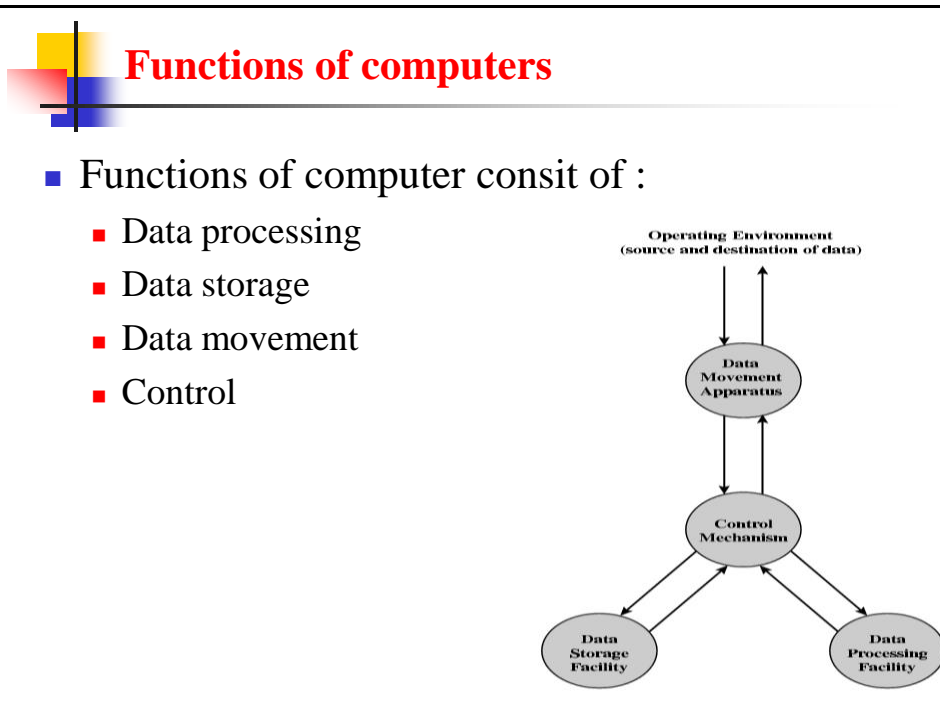 Functions of computers
Functions of computer consit of :
Data processing
Data storage
Data movement
Control
Operating Environment
(source and destination of data)
Data
Movement
Apparatus
Control
Mechanism
Data
Storage
Facility
Data
Processing
Facility